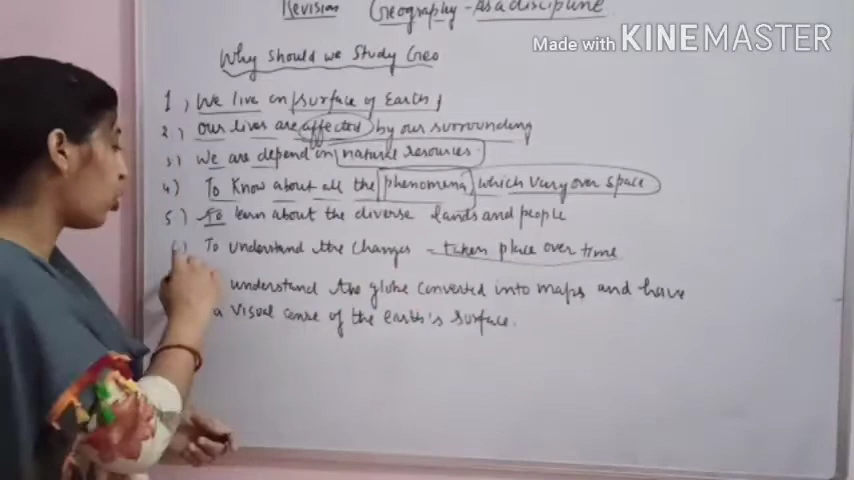 Revision Geography - As a discipline
Made with KINEMASTER
Why should we study Geo
1) We live on surface of Earth,
2) our lives are affected by our surrounding
3) we are depend on natural resources.
4) To know about all the phenomena which vary over space
5) To learn about the diverse lands and people
6) To understand the changes - taken place over time
understand the globe converted into maps and have
a visual sense of the earth's surface.